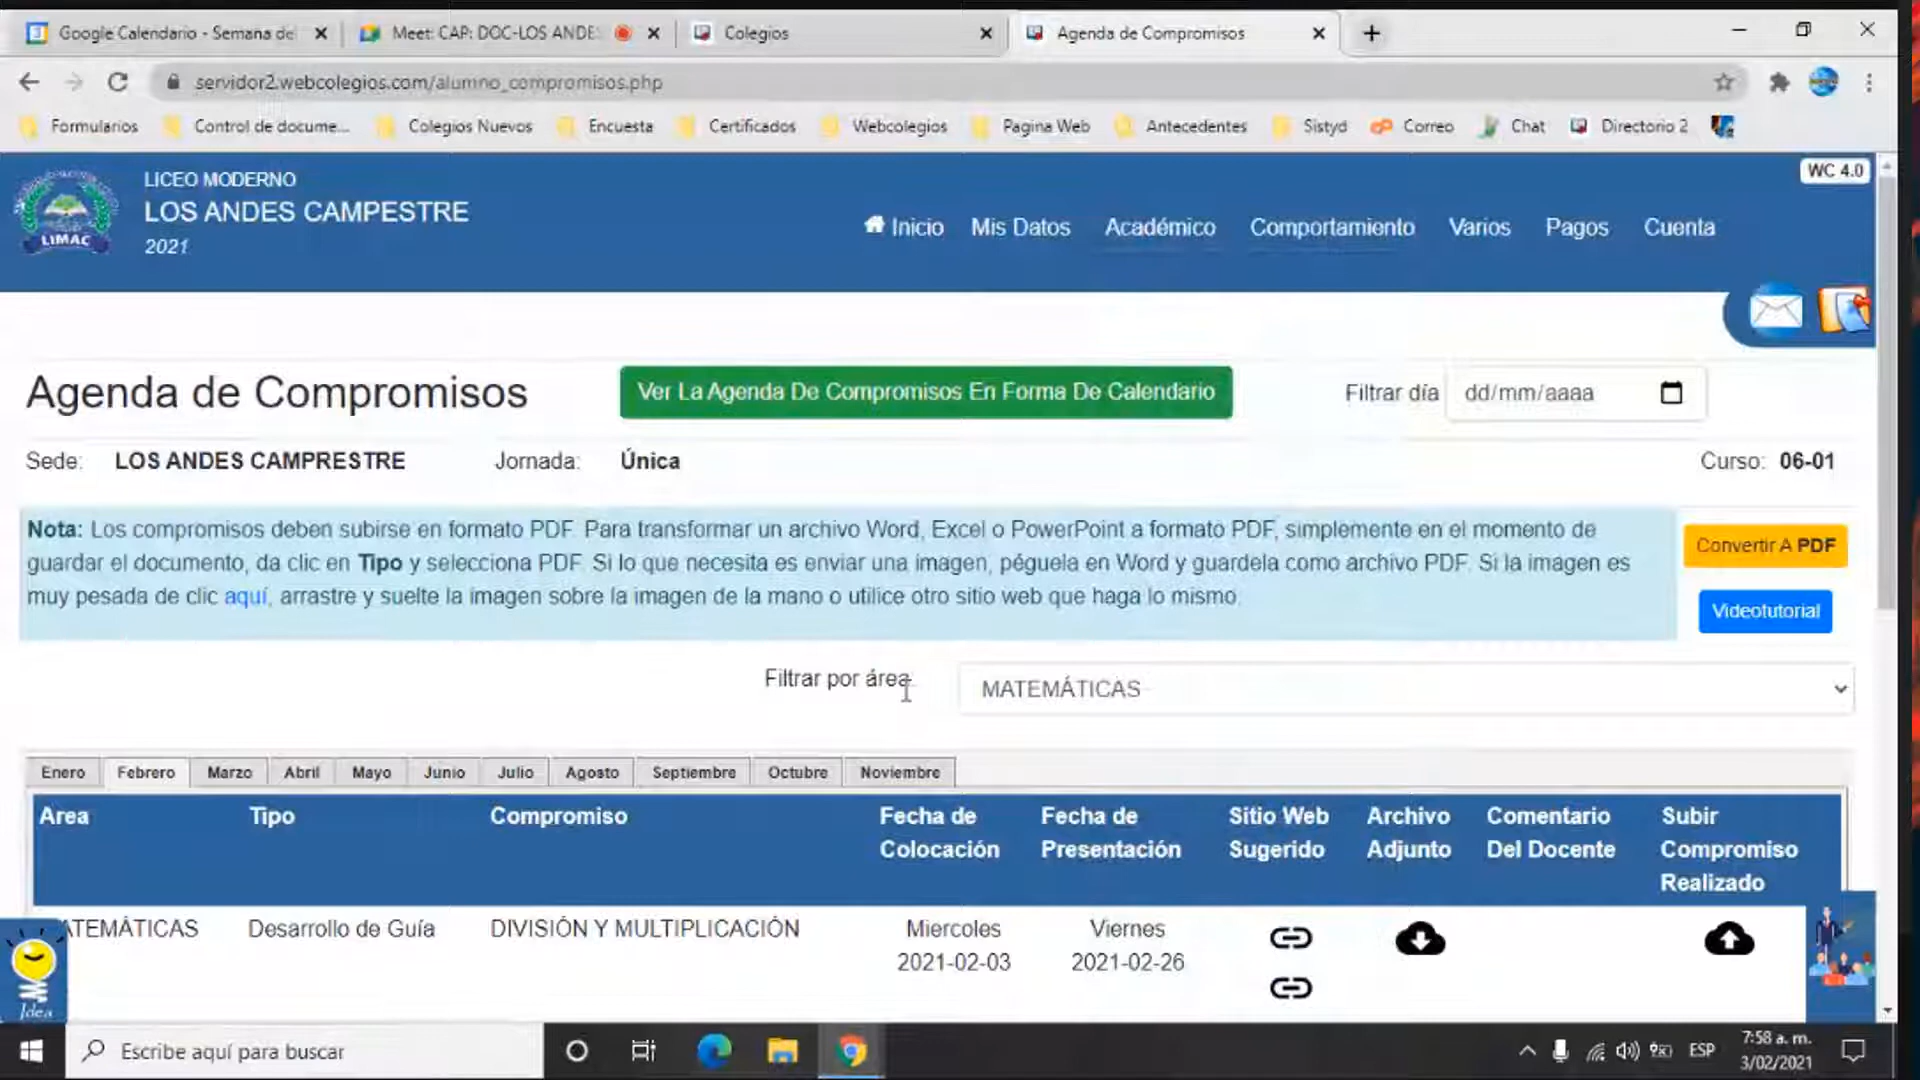 Google Calendario - Semana de
Meet: CAP: DOC-LOS ANDE
Colegios
Agenda de Compromisos
servidor2.webcolegios.com/alumno_compromisos.php
Formularios
Control de docume...
Colegios Nuevos
Encuesta
Certificados
Webcolegios
Pagina Web
Antecedentes
Sistyd
Correo
Chat
Directorio 2
WC 4.0
LIMAC
LICEO MODERNO
LOS ANDES CAMPESTRE
2021
Inicio
Mis Datos
Académico
Comportamiento
Varios
Pagos
Cuenta
Agenda de Compromisos
Ver La Agenda De Compromisos En Forma De Calendario
Filtrar día
dd/mm/aaaa
Sede: LOS ANDES CAMPRESTRE
Jornada: Única
Curso: 06-01
Nota: Los compromisos deben subirse en formato PDF. Para transformar un archivo Word, Excel o PowerPoint a formato PDF, simplemente en el momento de
guardar el documento, da clic en Tipo y selecciona PDF. Si lo que necesita es enviar una imagen, péguela en Word y guardela como archivo PDF. Si la imagen es
muy pesada de clic aquí, arrastre y suelte la imagen sobre la imagen de la mano o utilice otro sitio web que haga lo mismo.
Convertir A PDF
Videotutorial
Filtrar por área:
MATEMÁTICAS
Enero
Febrero
Marzo
Abril
Mayo
Junio
Julio
Agosto
Septiembre
Octubre
Noviembre
Area
Tipo
Compromiso
Fecha de
Colocación
Fecha de
Presentación
Sitio Web
Sugerido
Archivo
Adjunto
Comentario
Del Docente
Subir
Compromiso
Realizado
ATEMÁTICAS
Desarrollo de Guía
DIVISIÓN Y MULTIPLICACIÓN
Miercoles
2021-02-03
Viernes
2021-02-26
Idea
Escribe aquí para buscar
ESP
7:58 a. m.
3/02/2021